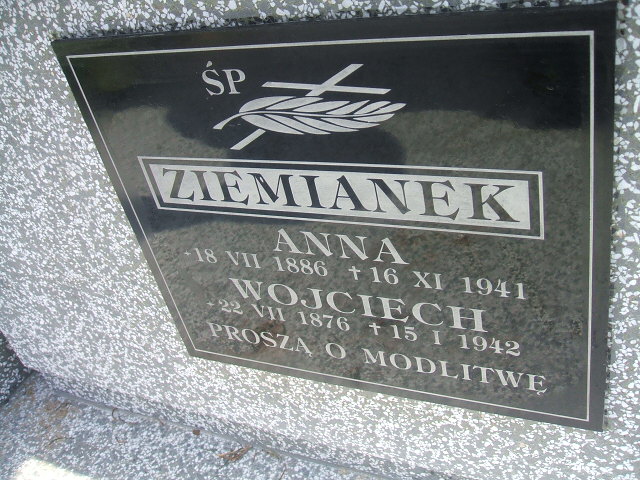 ŚP
ZIEMIANEK
ANNA
*18 VII 1886 †16 XI 1941
WOJCIECH
*22 VII 1876 †15 I 1942
PROSZĄ O MODLITWĘ